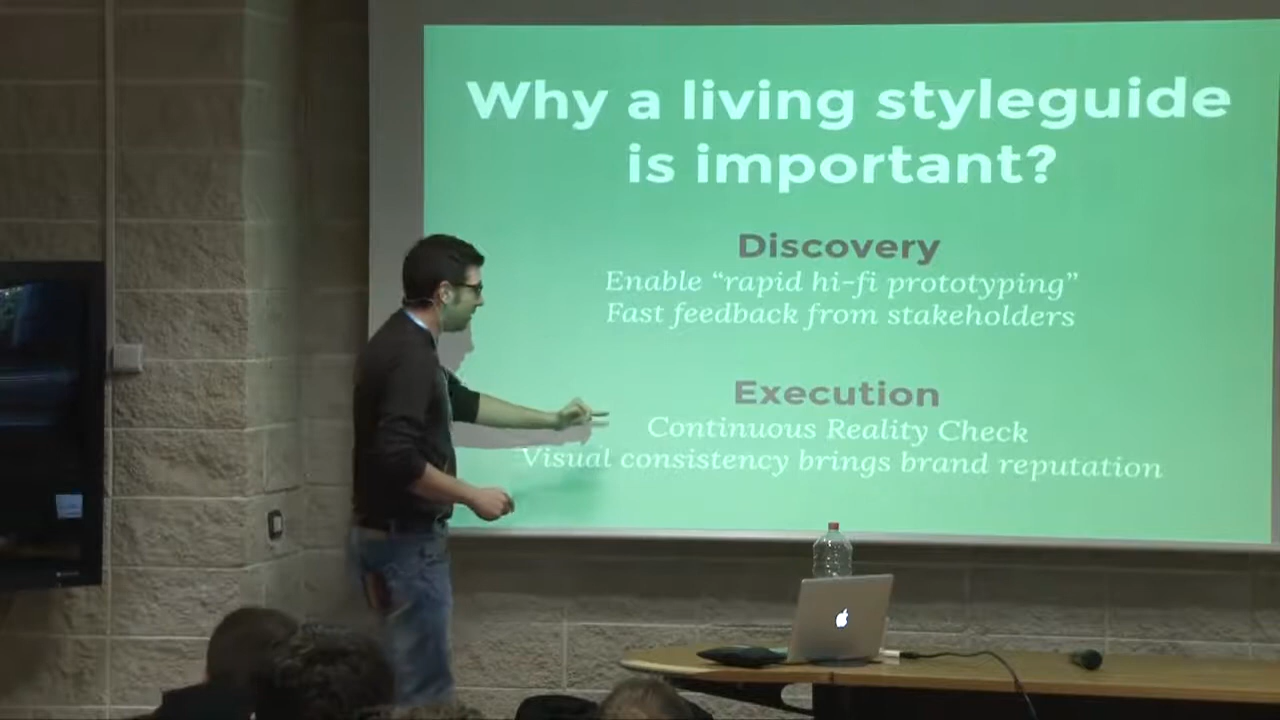 Why a living styleguide
is important?
Discovery
Enable “rapid hi-fi prototyping”
Fast feedback from stakeholders
Execution
Continuous Reality Check
Visual consistency brings brand reputation